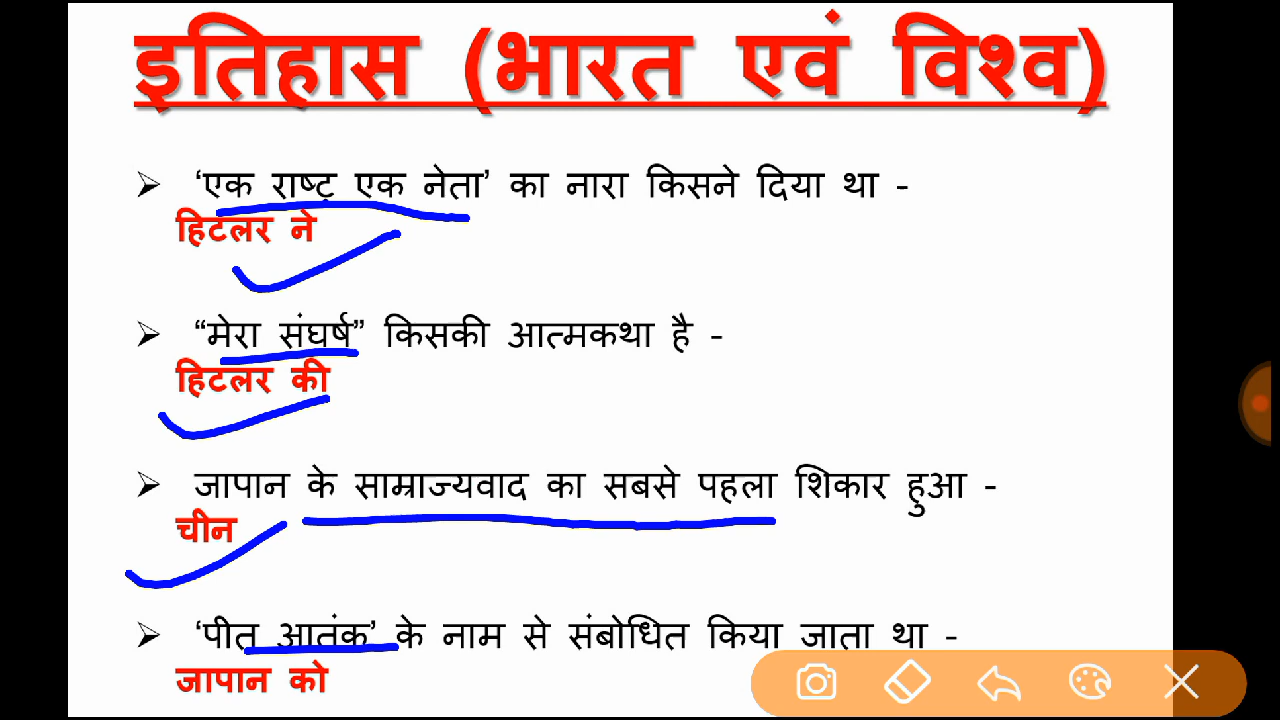 इतिहास (भारत एवं विश्व)
‘एक राष्ट्र एक नेता’ का नारा किसने दिया था -
हिटलर ने
“मेरा संघर्ष” किसकी आत्मकथा है -
हिटलर की
जापान के साम्राज्यवाद का सबसे पहला शिकार हुआ -
चीन
‘पीत आतंक’ के नाम से संबोधित किया जाता था -
जापान को